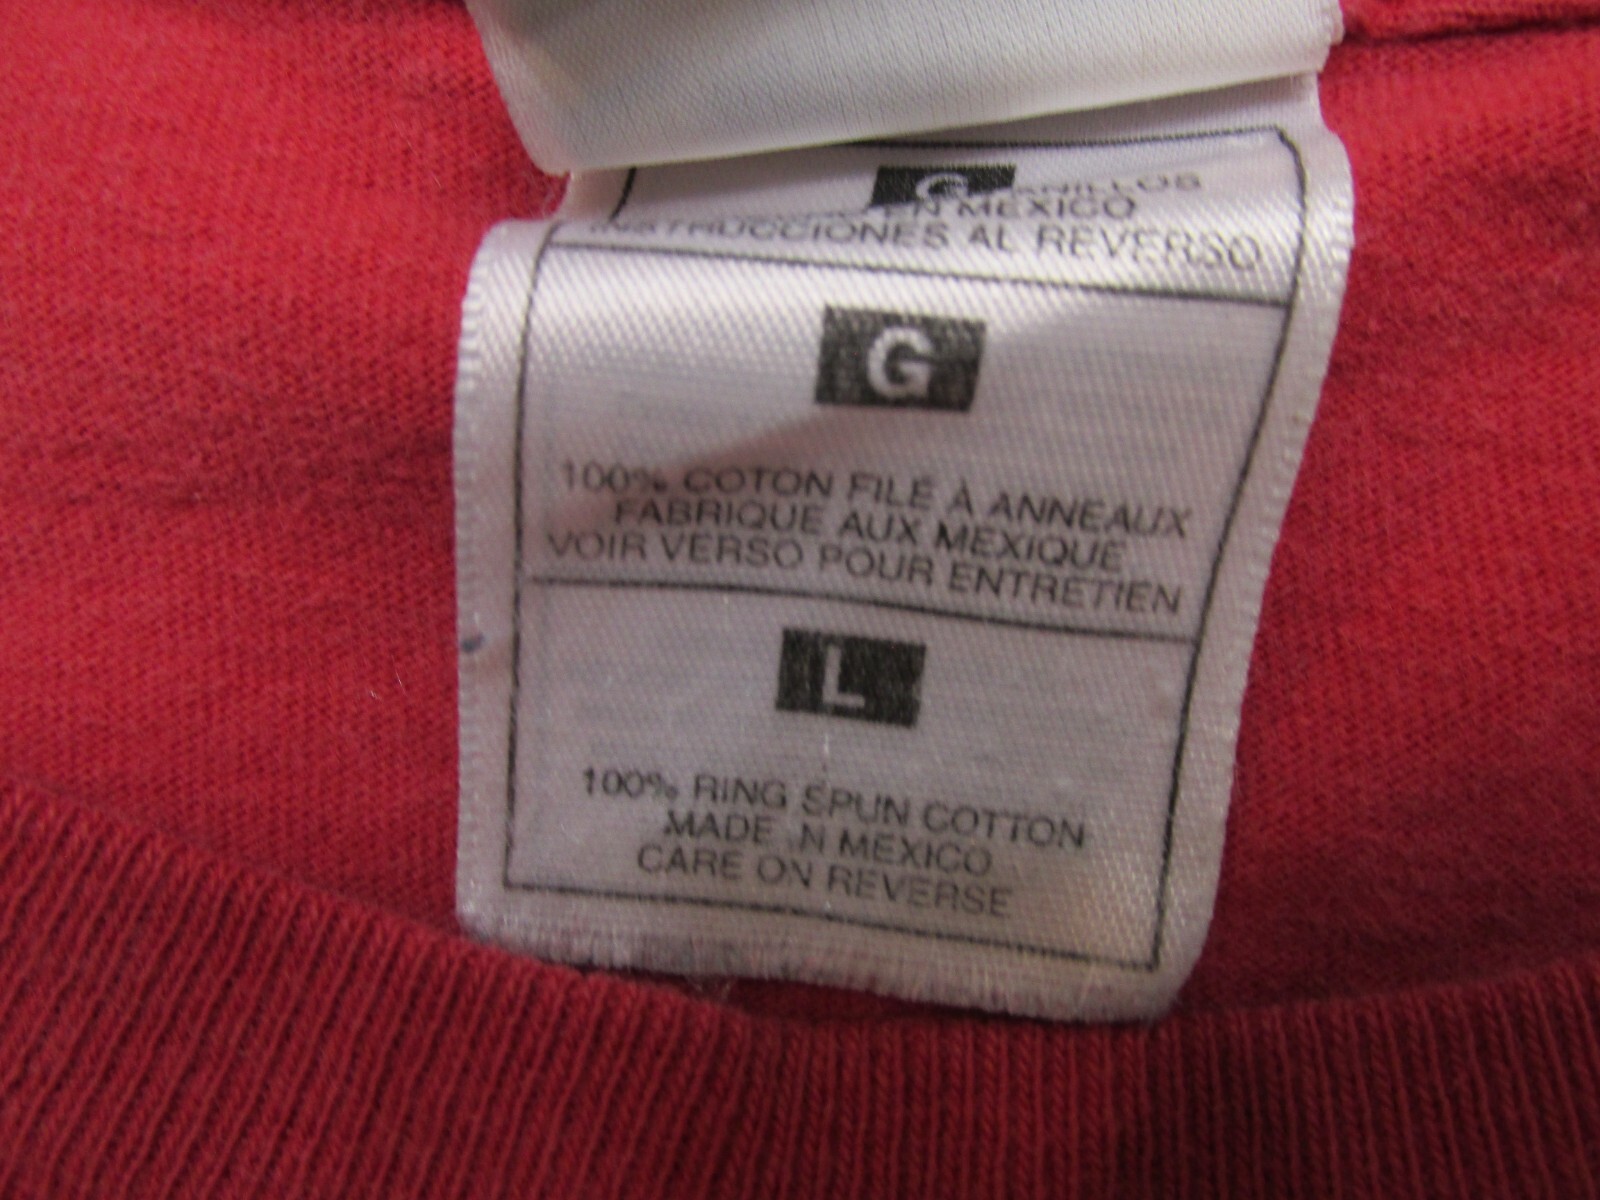 G
EN MEXICO
INSTRUCCIONES AL REVERSO
G
100% COTON FILÉ À ANNEAUX
FABRIQUE AUX MEXIQUE
VOIR VERSO POUR ENTRETIEN
L
100% RING SPUN COTTON
MADE IN MEXICO
CARE ON REVERSE